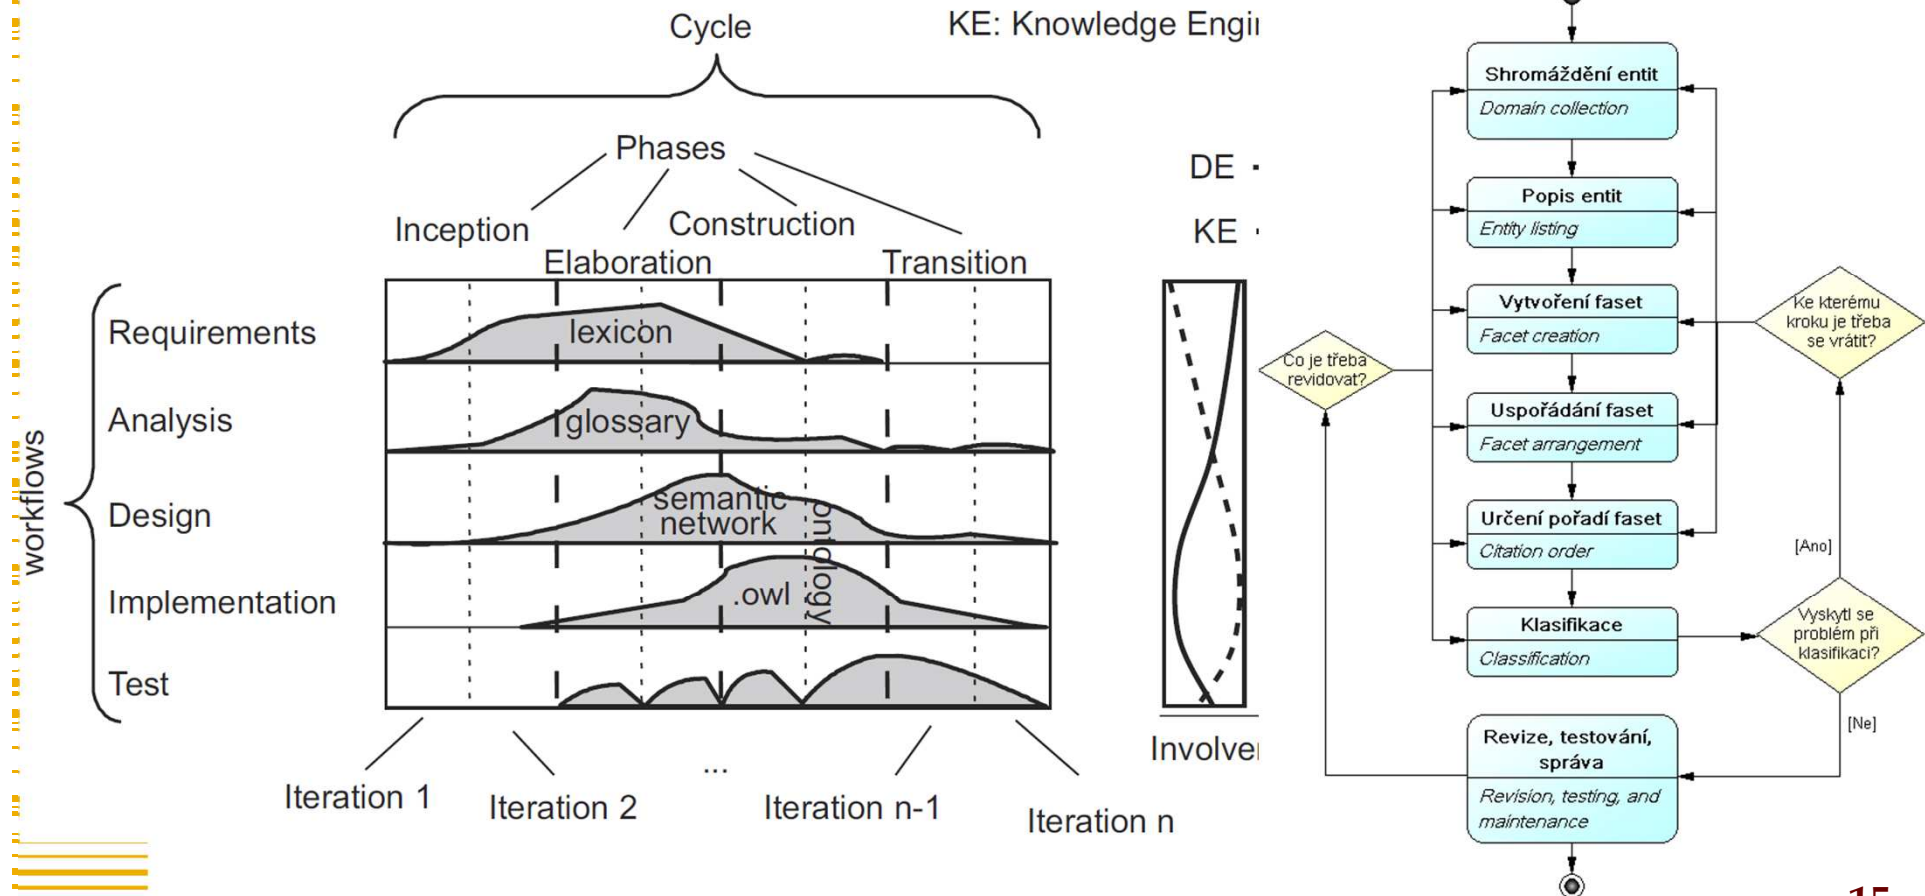 Cycle
KE: Knowledge Engi
Phases
Inception
Construction
Elaboration
Transition
DE
KE
workflows
Requirements
Analysis
Design
Implementation
Test
lexicon
glossary
semantic
network
ontology
.owl
Iteration 1
Iteration 2
...
Iteration n-1
Iteration n
Involve
Shromáždění entit
Domain collection
Popis entit
Entity listing
Vytvoření faset
Facet creation
Uspořádání faset
Facet arrangement
Určení pořadí faset
Citation order
Klasifikace
Classification
Revize, testování,
správa
Revision, testing, and
maintenance
Co je třeba
revidovat?
Ke kterému
kroku je třeba
se vrátit?
[Ano]
Vyskytl se
problém při
klasifikaci?
[Ne]
15